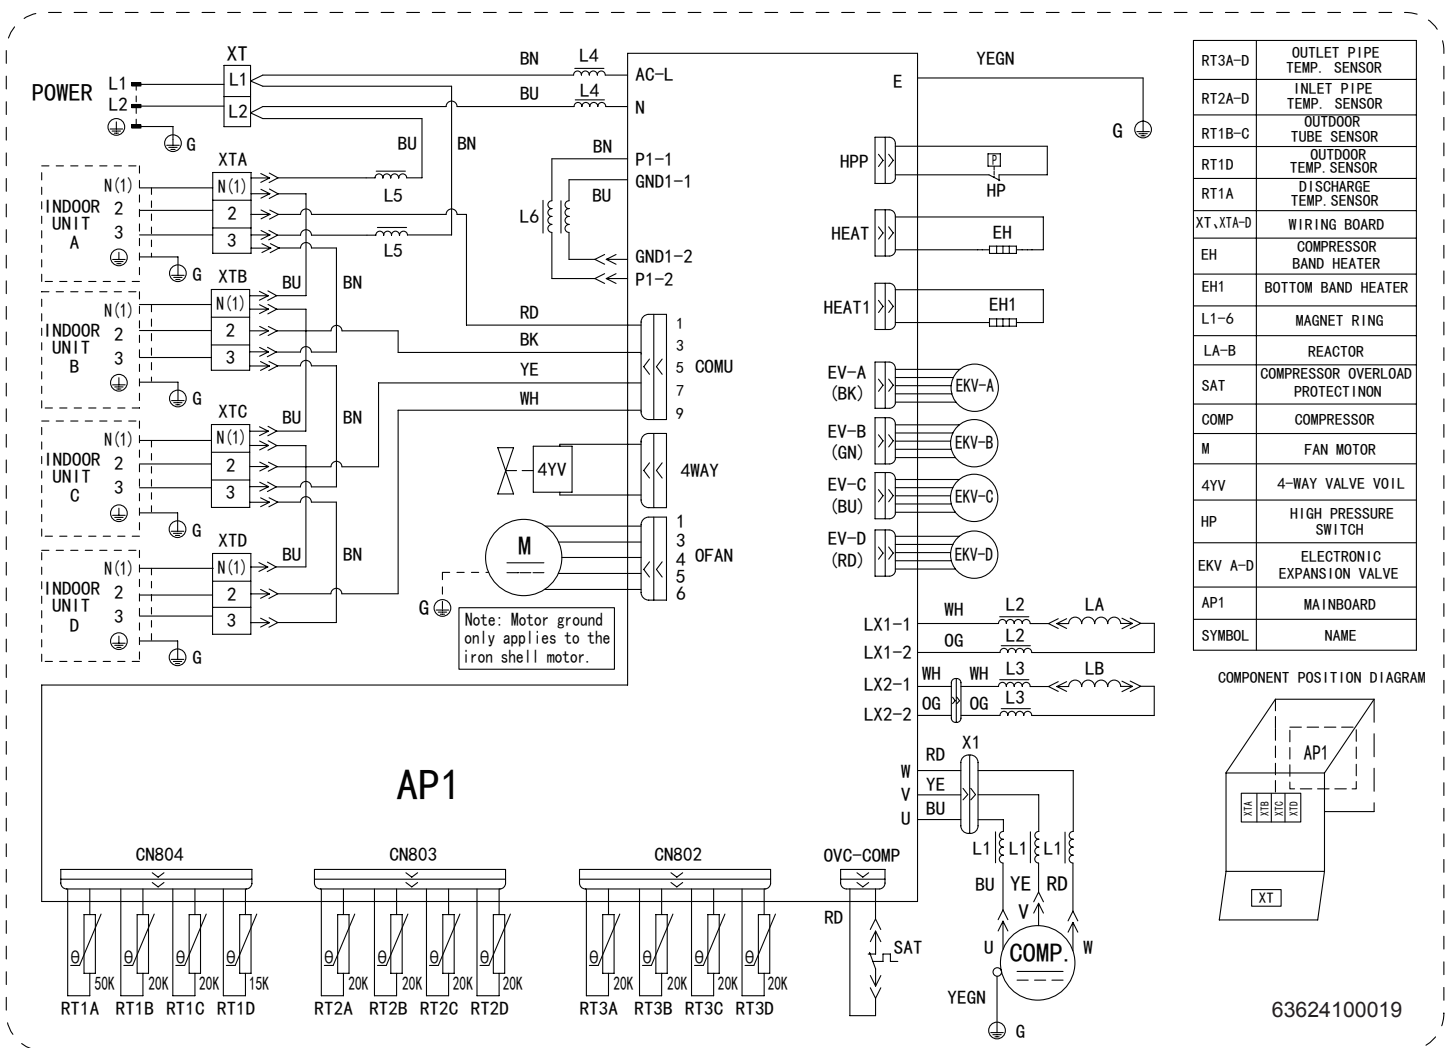 POWER
L1
L2
G
XT
L1
L2
BN
L4
BU
L4
AC-L
N
BU
BN
XTA
N(1)
2
3
L5
L5
INDOOR
UNIT
A
N(1)
2
3
G
XTB
N(1)
2
3
BU
BN
INDOOR
UNIT
B
N(1)
2
3
G
XTC
N(1)
2
3
BU
BN
INDOOR
UNIT
C
N(1)
2
3
G
XTD
N(1)
2
3
BU
BN
INDOOR
UNIT
D
N(1)
2
3
G
BN
P1-1
GND1-1
BU
L6
GND1-2
P1-2
RD
BK
YE
WH
1
3
5
7
9
COMU
4YV
4WAY
M
1
3
4
5
6
OFAN
G
Note: Motor ground
only applies to the
iron shell motor.
E
YEGN
G
HPP
P
HP
HEAT
EH
HEAT1
EH1
EV-A
(BK)
EKV-A
EV-B
(GN)
EKV-B
EV-C
(BU)
EKV-C
EV-D
(RD)
EKV-D
LX1-1
WH
L2
LA
LX1-2
OG
L2
LX2-1
WH
WH
L3
LB
LX2-2
OG
OG
L3
X1
W
RD
V
YE
U
BU
L1
L1
L1
BU
YE
RD
V
U
W
COMP.
YEGN
G
AP1
CN804
θ
50K
RT1A
θ
20K
RT1B
θ
20K
RT1C
θ
15K
RT1D
CN803
θ
20K
RT2A
θ
20K
RT2B
θ
20K
RT2C
θ
20K
RT2D
CN802
θ
20K
RT3A
θ
20K
RT3B
θ
20K
RT3C
θ
20K
RT3D
OVC-COMP
RD
SAT
RT3A-D
OUTLET PIPE
TEMP. SENSOR
RT2A-D
INLET PIPE
TEMP. SENSOR
RT1B-C
OUTDOOR
TUBE SENSOR
RT1D
OUTDOOR
TEMP. SENSOR
RT1A
DISCHARGE
TEMP. SENSOR
XT、XTA-D
WIRING BOARD
EH
COMPRESSOR
BAND HEATER
EH1
BOTTOM BAND HEATER
L1-6
MAGNET RING
LA-B
REACTOR
SAT
COMPRESSOR OVERLOAD
PROTECTINON
COMP
COMPRESSOR
M
FAN MOTOR
4YV
4-WAY VALVE VOIL
HP
HIGH PRESSURE
SWITCH
EKV A-D
ELECTRONIC
EXPANSION VALVE
AP1
MAINBOARD
SYMBOL
NAME
COMPONENT POSITION DIAGRAM
AP1
XTA
XTB
XTC
XTD
XT
63624100019